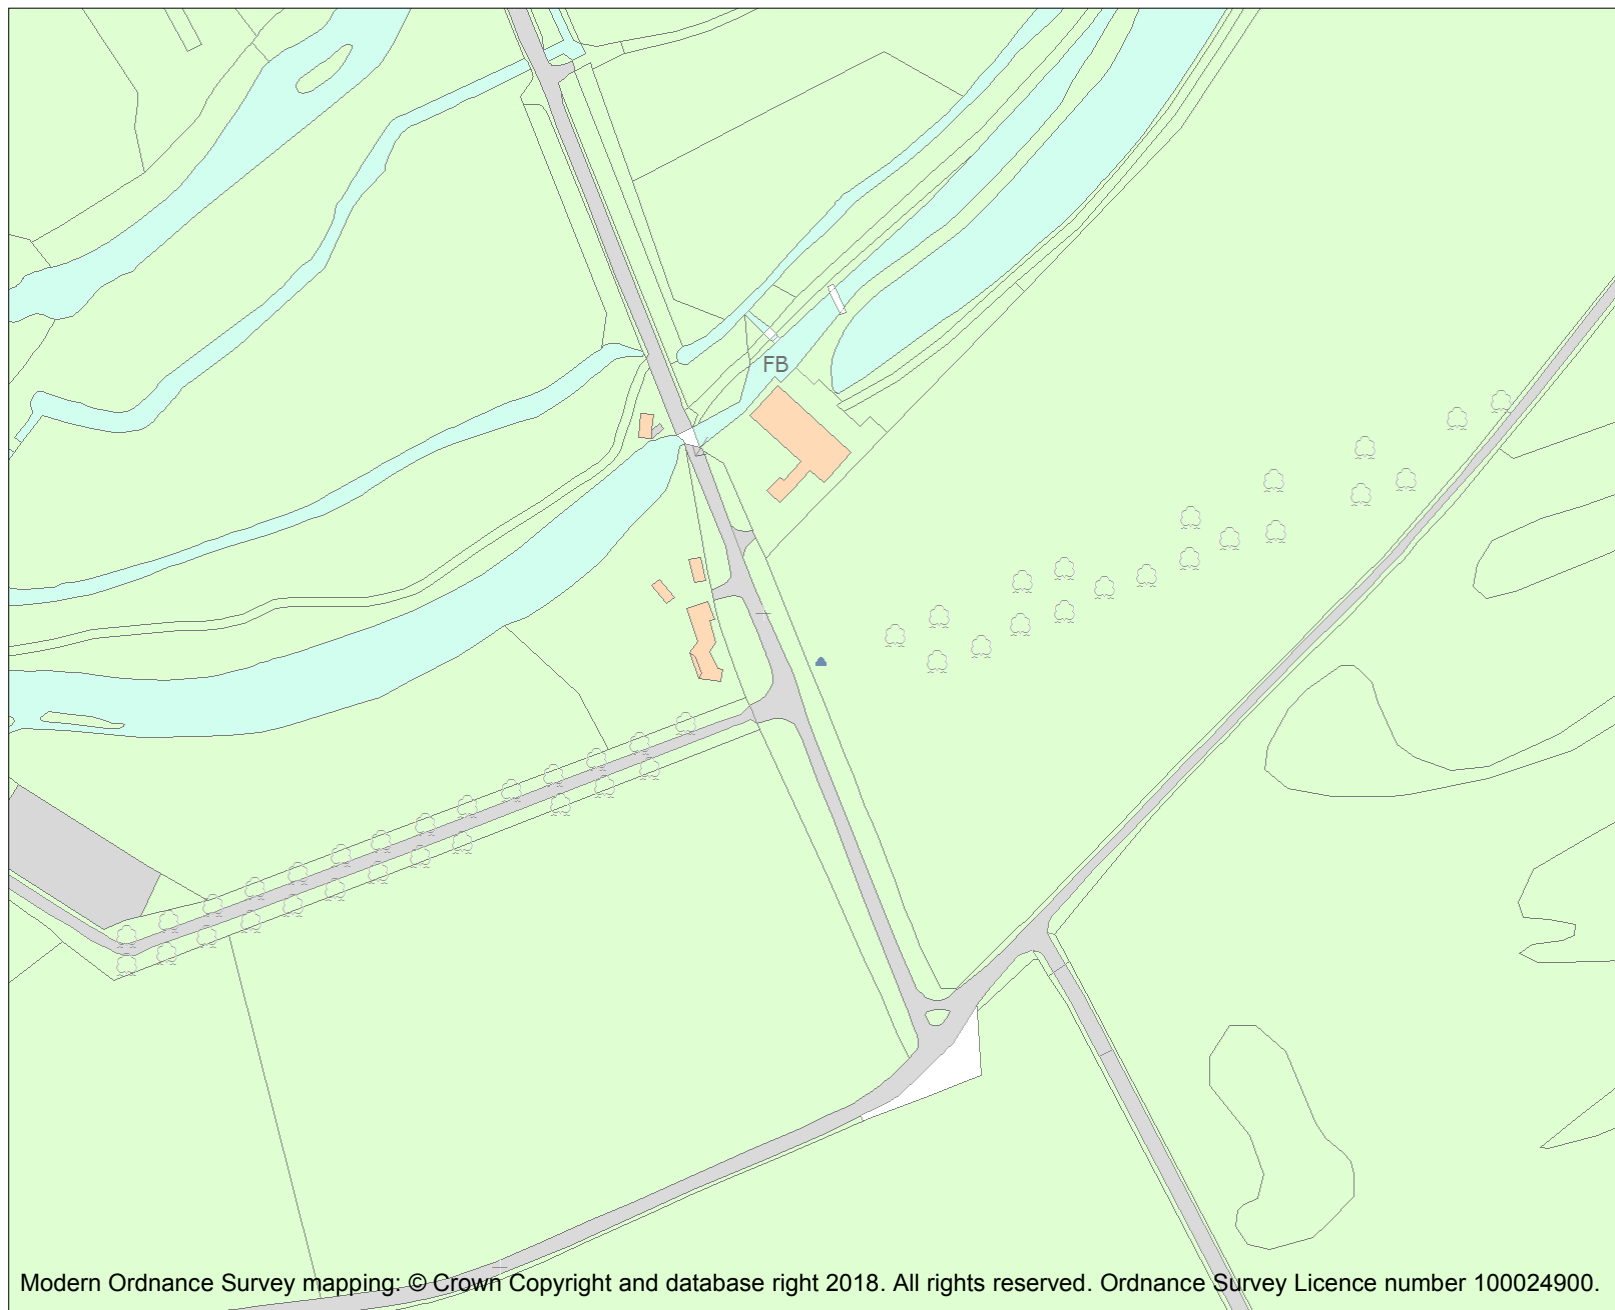 FB
Modern Ordnance Survey mapping: © Crown Copyright and database right 2018. All rights reserved. Ordnance Survey Licence number 100024900.